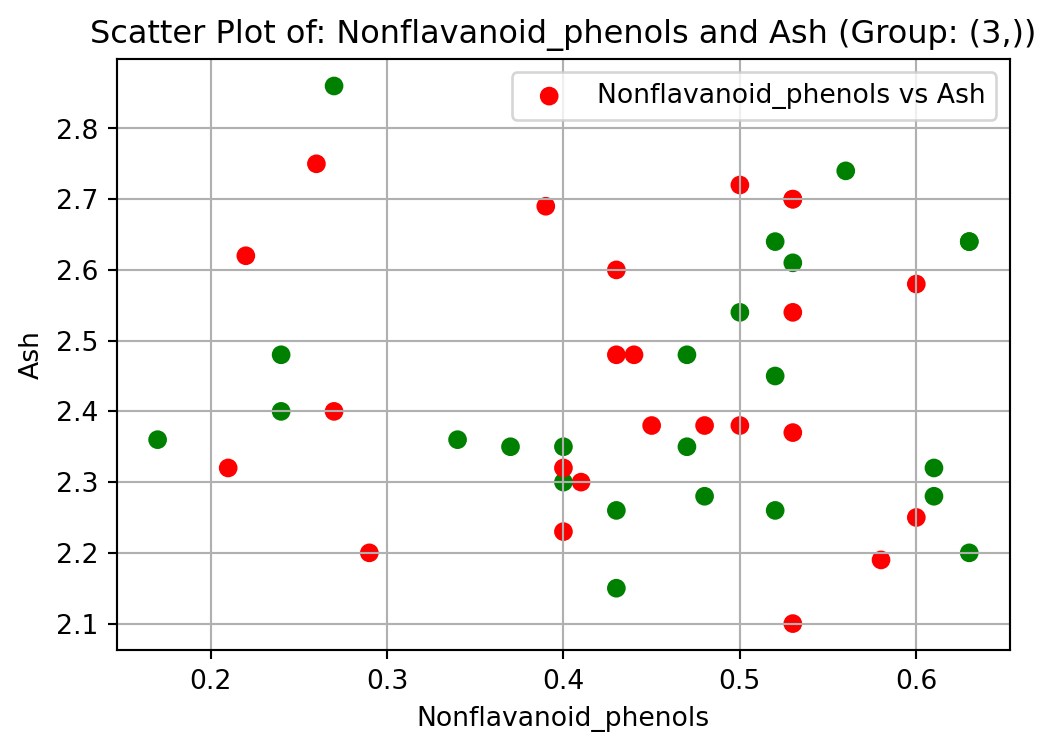 Scatter Plot of: Nonflavanoid_phenols and Ash (Group: (3,))
Nonflavanoid_phenols vs Ash
2.8
2.7
2.6
2.5
2.4
2.3
2.2
2.1
Ash
0.2 0.3 0.4 0.5 0.6
Nonflavanoid_phenols